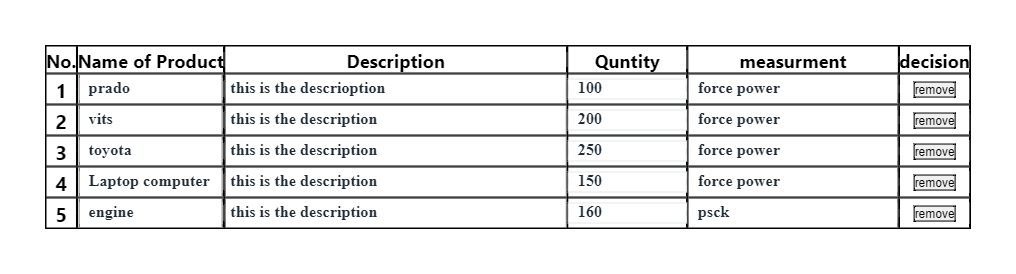 No. Name of Product Description Quntity measurment decision
1 prado this is the descrioption 100 force power remove
2 vits this is the description 200 force power remove
3 toyota this is the description 250 force power remove
4 Laptop computer this is the description 150 force power remove
5 engine this is the description 160 psck remove